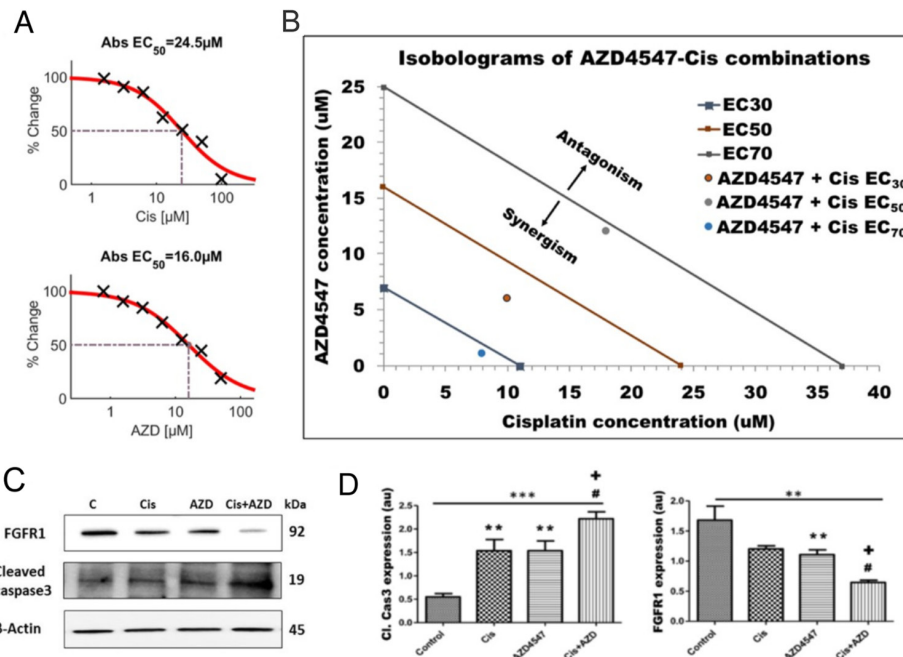 A
Abs EC50=24.5µM
% Change
100
50
0
1
10
100
Cis [µM]
Abs EC50=16.0µM
% Change
100
50
0
1
10
100
AZD [µM]
B
Isobolograms of AZD4547-Cis combinations
AZD4547 concentration (uM)
25
20
15
10
5
0
0
5
10
15
20
25
30
35
40
Cisplatin concentration (uM)
Antagonism
Synergism
EC30
EC50
EC70
AZD4547 + Cis EC30
AZD4547 + Cis EC50
AZD4547 + Cis EC70
C
C Cis AZD Cis+AZD kDa
FGFR1 92
Cleaved 19
caspase3
β-Actin 45
D
Cl. Cas3 expression (au)
2.5
2.0
1.5
1.0
0.5
0.0
***
**
**
+
#
Control
Cis
AZD4547
Cis+AZD
FGFR1 expression (au)
2.0
1.5
1.0
0.5
0.0
**
**
+
#
Control
Cis
AZD4547
Cis+AZD